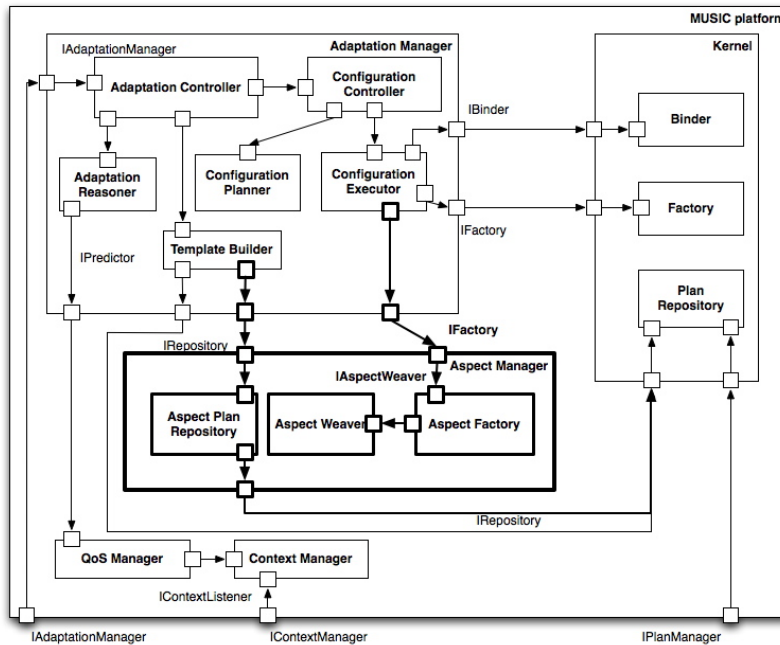 MUSIC platform
IAdaptationManager
Adaptation Manager
Kernel
Adaptation Controller
Configuration
Controller
IBinder
Binder
Adaptation
Reasoner
Configuration
Planner
Configuration
Executor
Factory
IFactory
Template Builder
IPredictor
Plan
Repository
IFactory
IRepository
Aspect Manager
IAspectWeaver
Aspect Plan
Repository
Aspect Weaver
Aspect Factory
IRepository
QoS Manager
Context Manager
IContextListener
IAdaptationManager
IContextManager
IPlanManager